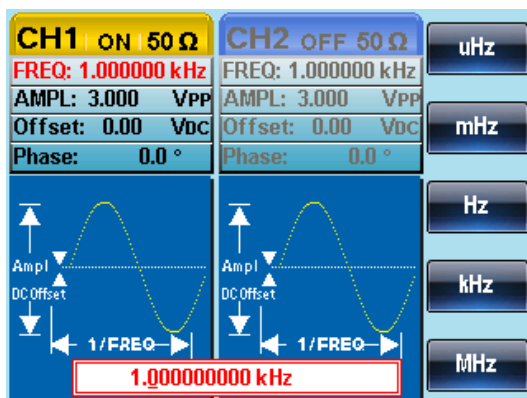 CH1 ON 50 Ω
FREQ: 1.000000 kHz
AMPL: 3.000 VPP
Offset: 0.00 VDC
Phase: 0.0 °
Ampl
DC Offset
1/FREQ
CH2 OFF 50 Ω
FREQ: 1.000000 kHz
AMPL: 3.000 VPP
Offset: 0.00 VDC
Phase: 0.0 °
Ampl
DC Offset
1/FREQ
1.000000000 kHz
uHz
mHz
Hz
kHz
MHz